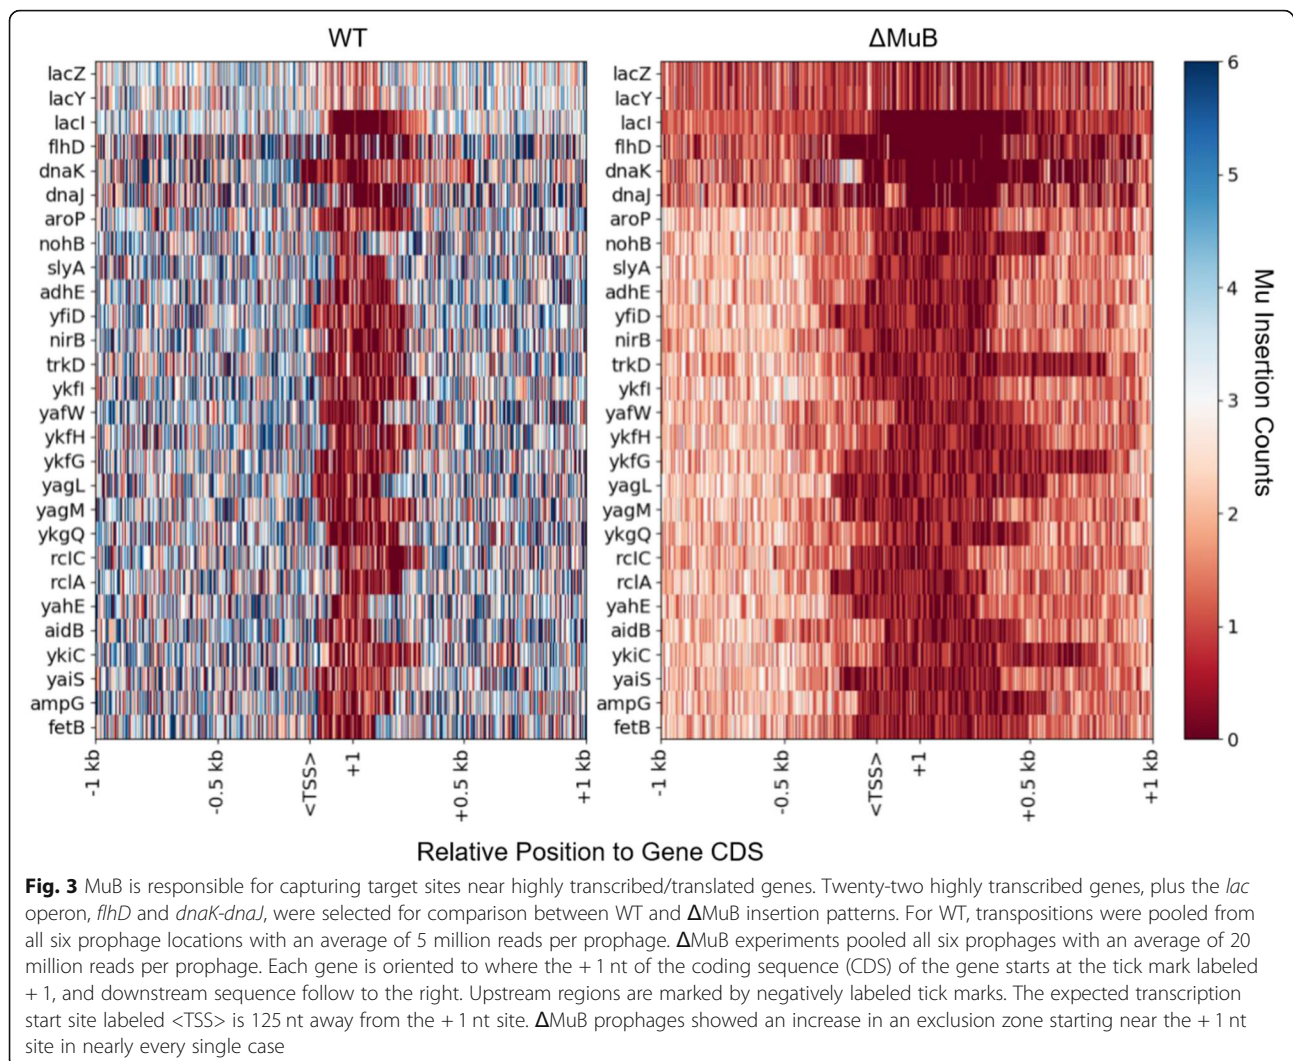 WT
ΔMuB
lacZ
lacY
lacI
flhD
dnaK
dnaJ
aroP
nohB
slyA
adhE
yfiD
nirB
trkD
ykfI
yafW
ykfH
ykfG
yagL
yagM
ykgQ
rclC
rclA
yahE
aidB
ykiC
yaiS
ampG
fetB
lacZ
lacY
lacI
flhD
dnaK
dnaJ
aroP
nohB
slyA
adhE
yfiD
nirB
trkD
ykfI
yafW
ykfH
ykfG
yagL
yagM
ykgQ
rclC
rclA
yahE
aidB
ykiC
yaiS
ampG
fetB
6
5
4
3
2
1
0
Mu Insertion Counts
-1 kb
-0.5 kb
<TSS>
+1
+0.5 kb
+1 kb
-1 kb
-0.5 kb
<TSS>
+1
+0.5 kb
+1 kb
Relative Position to Gene CDS
Fig. 3 MuB is responsible for capturing target sites near highly transcribed/translated genes. Twenty-two highly transcribed genes, plus the lac
operon, flhD and dnaK-dnaJ, were selected for comparison between WT and ΔMuB insertion patterns. For WT, transpositions were pooled from
all six prophage locations with an average of 5 million reads per prophage. ΔMuB experiments pooled all six prophages with an average of 20
million reads per prophage. Each gene is oriented to where the + 1 nt of the coding sequence (CDS) of the gene starts at the tick mark labeled
+ 1, and downstream sequence follow to the right. Upstream regions are marked by negatively labeled tick marks. The expected transcription
start site labeled <TSS> is 125 nt away from the + 1 nt site. ΔMuB prophages showed an increase in an exclusion zone starting near the + 1 nt
site in nearly every single case